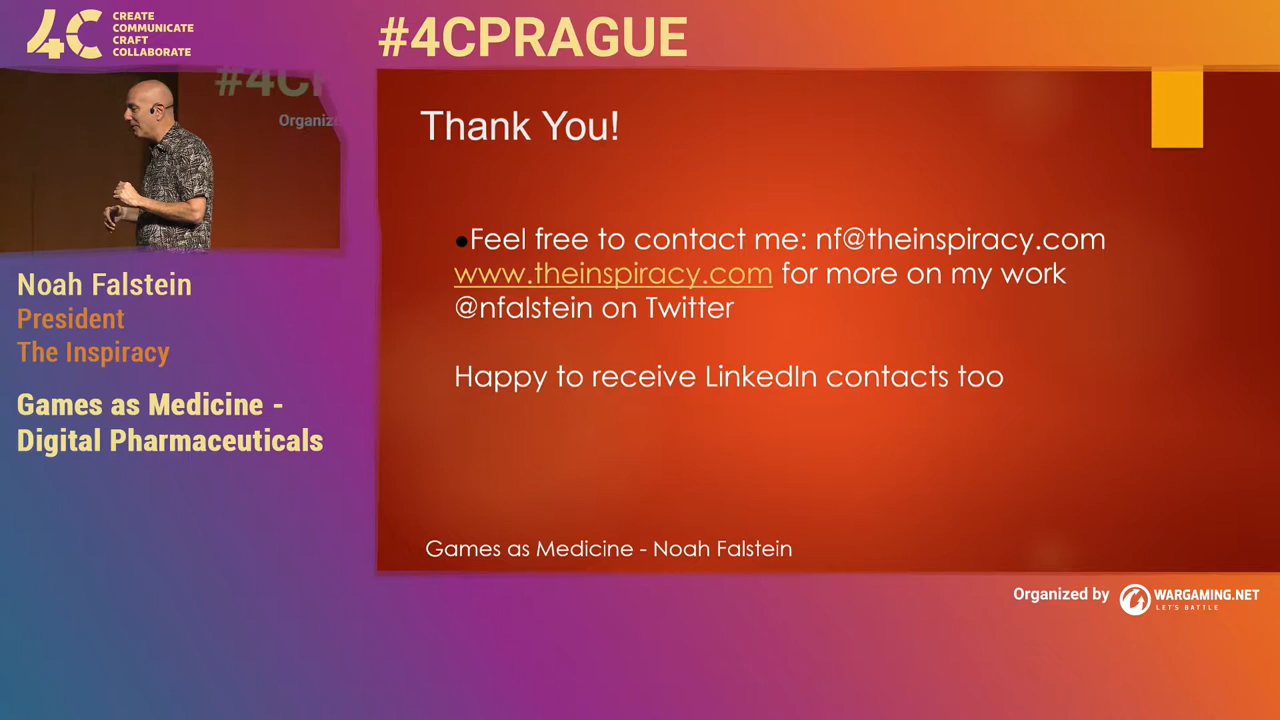 4C
CREATE
COMMUNICATE
CRAFT
COLLABORATE
#4CPRAGUE
Noah Falstein
President
The Inspiracy
Games as Medicine -
Digital Pharmaceuticals
Thank You!
●Feel free to contact me: nf@theinspiracy.com
www.theinspiracy.com for more on my work
@nfalstein on Twitter
Happy to receive LinkedIn contacts too
Games as Medicine - Noah Falstein
Organized by
WARGAMING.NET
LET'S BATTLE